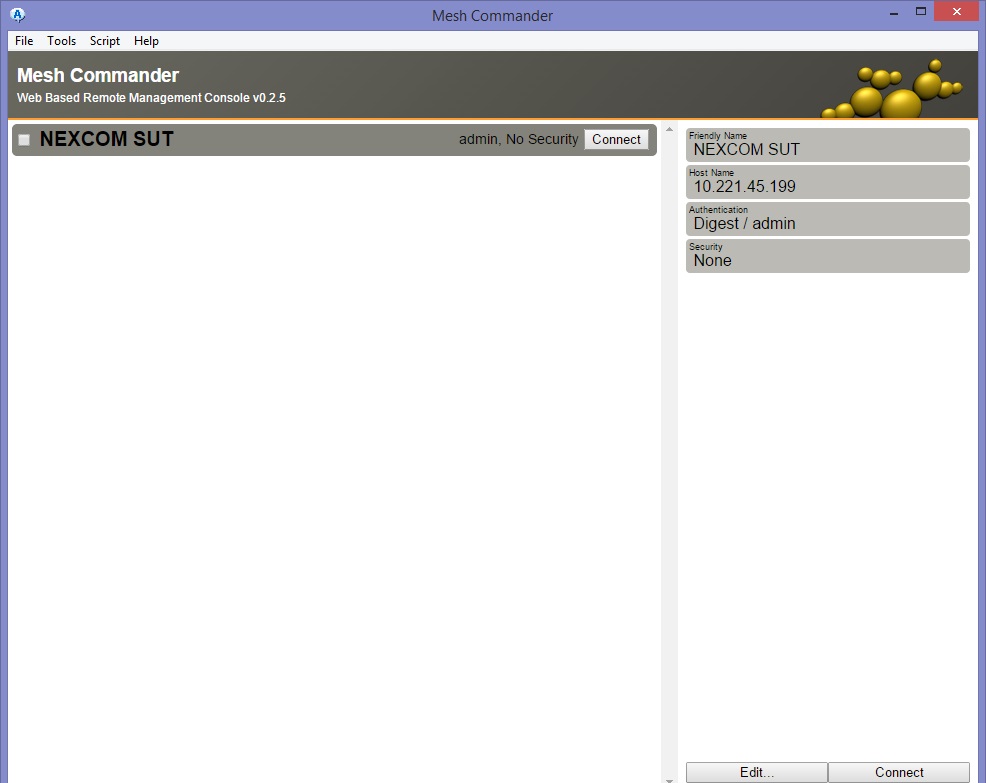 Mesh Commander
File Tools Script Help
Mesh Commander
Web Based Remote Management Console v0.2.5
NEXCOM SUT admin, No Security Connect
Friendly Name
NEXCOM SUT
Host Name
10.221.45.199
Authentication
Digest / admin
Security
None
Edit... Connect